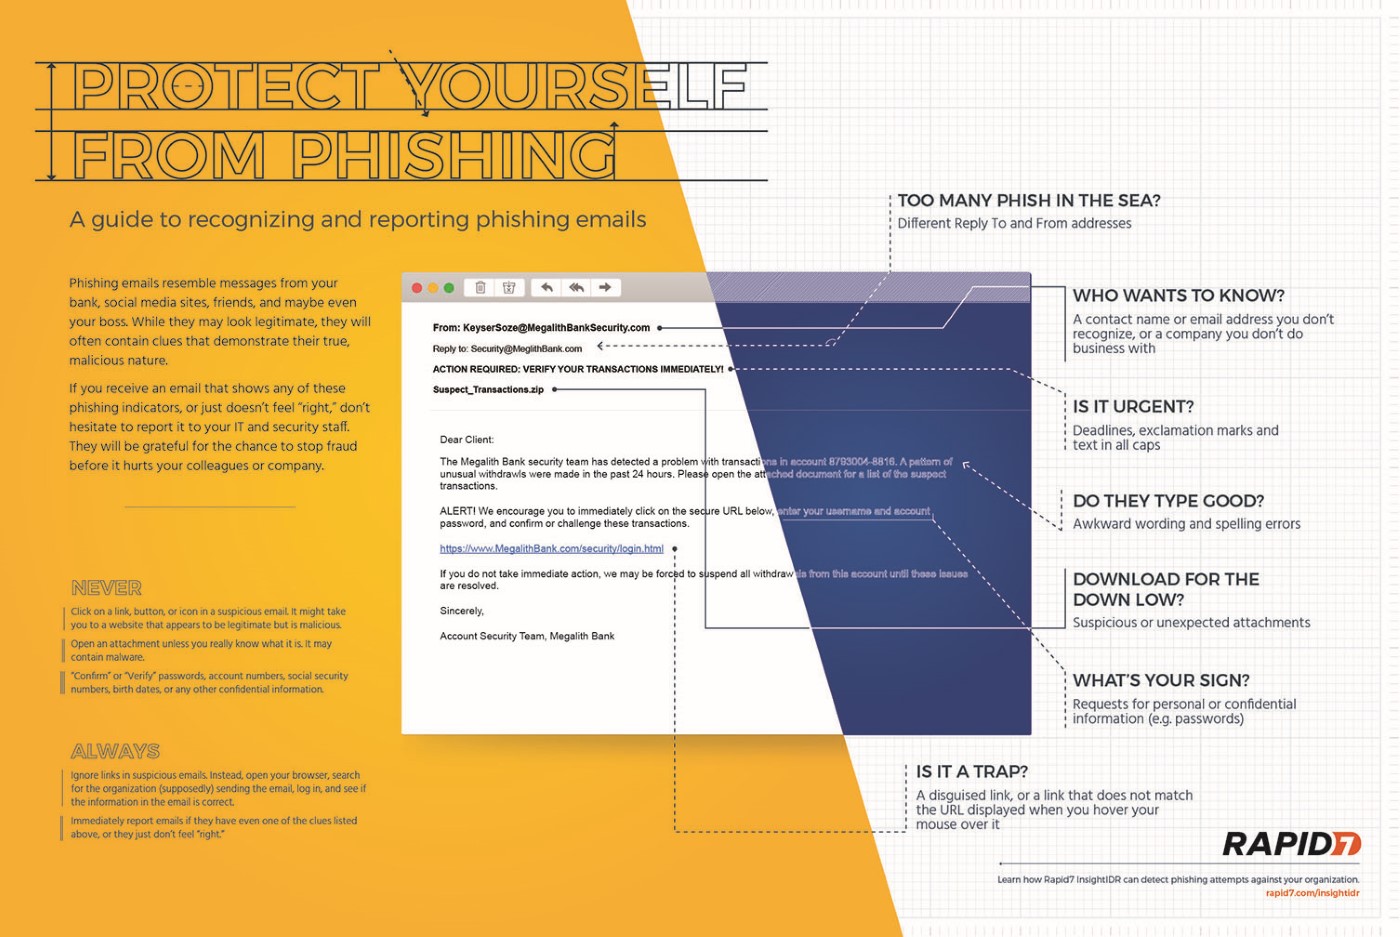 PROTECT YOURSELF
FROM PHISHING
A guide to recognizing and reporting phishing emails
Phishing emails resemble messages from your
bank, social media sites, friends, and maybe even
your boss. While they may look legitimate, they will
often contain clues that demonstrate their true,
malicious nature.
If you receive an email that shows any of these
phishing indicators, or just doesn't feel "right," don't
hesitate to report it to your IT and security staff.
They will be grateful for the chance to stop fraud
before it hurts your colleagues or company.
NEVER
Click on a link, button, or icon in a suspicious email. It might take
you to a website that appears to be legitimate but is malicious.
Open an attachment unless you really know what it is. It may
contain malware.
"Confirm" or "Verify" passwords, account numbers, social security
numbers, birth dates, or any other confidential information.
ALWAYS
Ignore links in suspicious emails. Instead, open your browser, search
for the organization (supposedly) sending the email, log in, and see if
the information in the email is correct.
Immediately report emails if they have even one of the clues listed
above, or they just don't feel "right."
From: KeyserSoze@MegalithBankSecurity.com
Reply to: Security@MeglithBank.com
ACTION REQUIRED: VERIFY YOUR TRANSACTIONS IMMEDIATELY!
Suspect_Transactions.zip
Dear Client:
The Megalith Bank security team has detected a problem with transactions in account 8793004-8816. A pattern of
unusual withdrawls were made in the past 24 hours. Please open the attached document for a list of the suspect
transactions.
ALERT! We encourage you to immediately click on the secure URL below, enter your username and account
password, and confirm or challenge these transactions.
https://www.MegalithBank.com/security/login.html
If you do not take immediate action, we may be forced to suspend all withdrawls from this account until these issues
are resolved.
Sincerely,
Account Security Team, Megalith Bank
TOO MANY PHISH IN THE SEA?
Different Reply To and From addresses
WHO WANTS TO KNOW?
A contact name or email address you don't
recognize, or a company you don't do
business with
IS IT URGENT?
Deadlines, exclamation marks and
text in all caps
DO THEY TYPE GOOD?
Awkward wording and spelling errors
DOWNLOAD FOR THE
DOWN LOW?
Suspicious or unexpected attachments
WHAT'S YOUR SIGN?
Requests for personal or confidential
information (e.g. passwords)
IS IT A TRAP?
A disguised link, or a link that does not match
the URL displayed when you hover your
mouse over it
RAPID7
Learn how Rapid7 InsightIDR can detect phishing attempts against your organization.
rapid7.com/insightidr